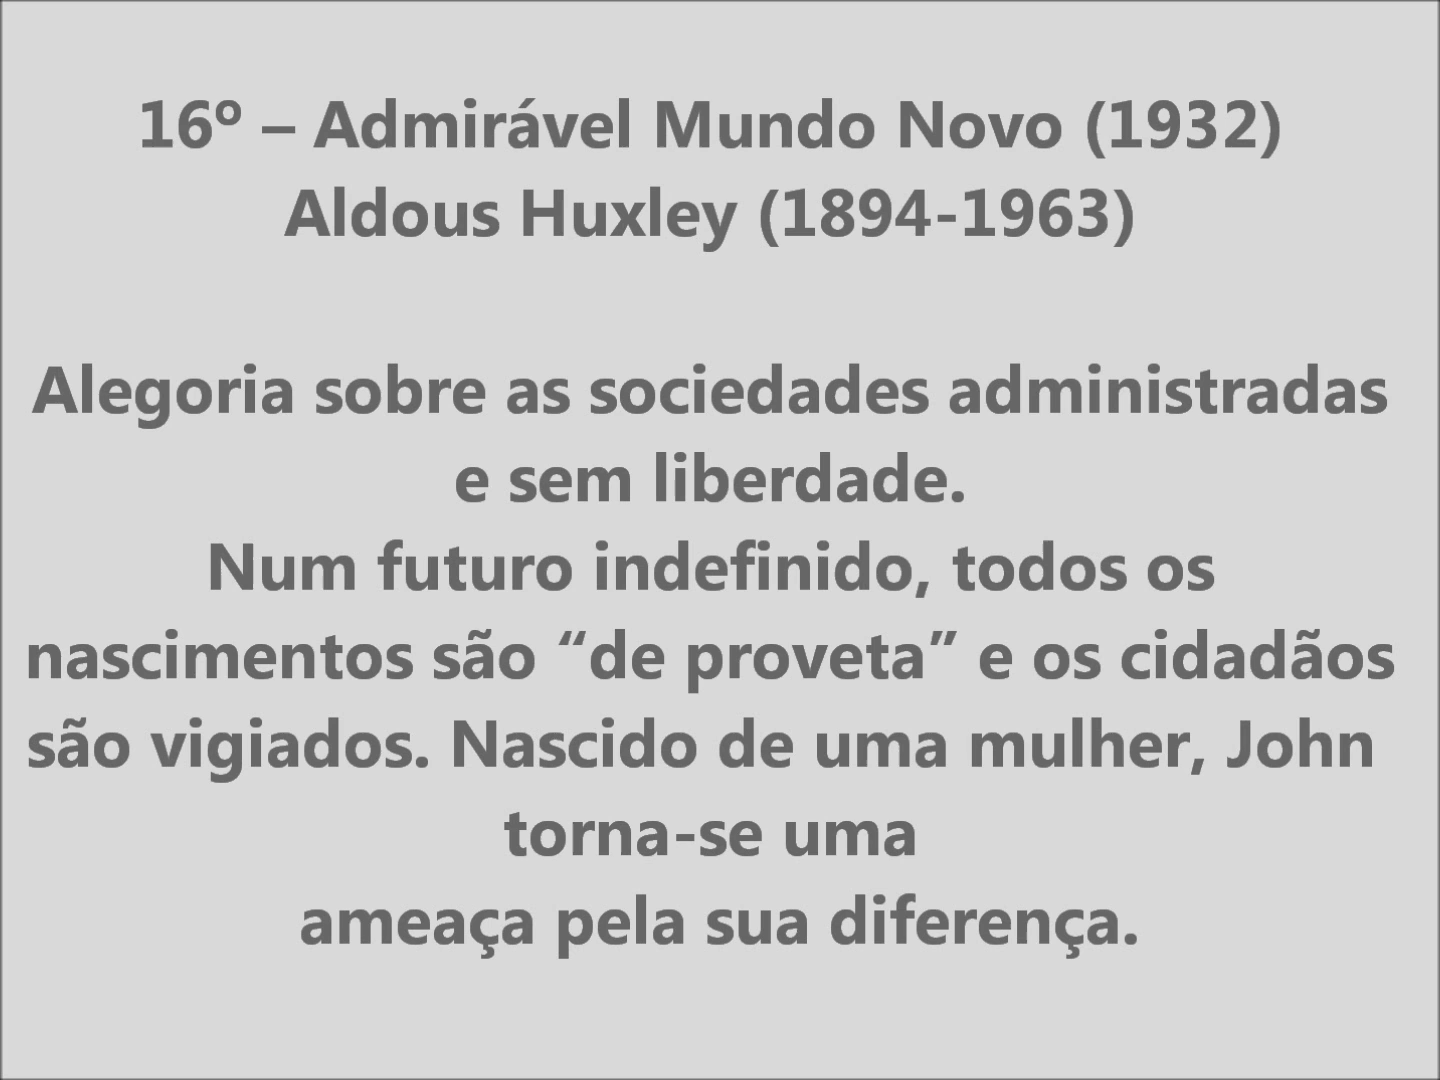 16º – Admirável Mundo Novo (1932)
Aldous Huxley (1894-1963)
Alegoria sobre as sociedades administradas
e sem liberdade.
Num futuro indefinido, todos os
nascimentos são “de proveta” e os cidadãos
são vigiados. Nascido de uma mulher, John
torna-se uma
ameaça pela sua diferença.